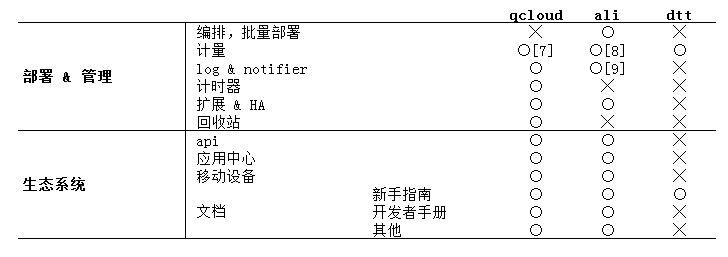 qcloud ali dtt
编排，批量部署 × ○ ×
计量 ○[7] ○[8] ○
部署 & 管理 log & notifier ○ ○[9] ×
计时器 ○ × ×
扩展 & HA ○ ○ ×
回收站 ○ × ×
api ○ ○ ×
应用中心 ○ ○ ×
生态系统 移动设备 ○ ○ ×
新手指南 ○ ○ ○
文档 开发者手册 ○ ○ ×
其他 ○ ○ ×